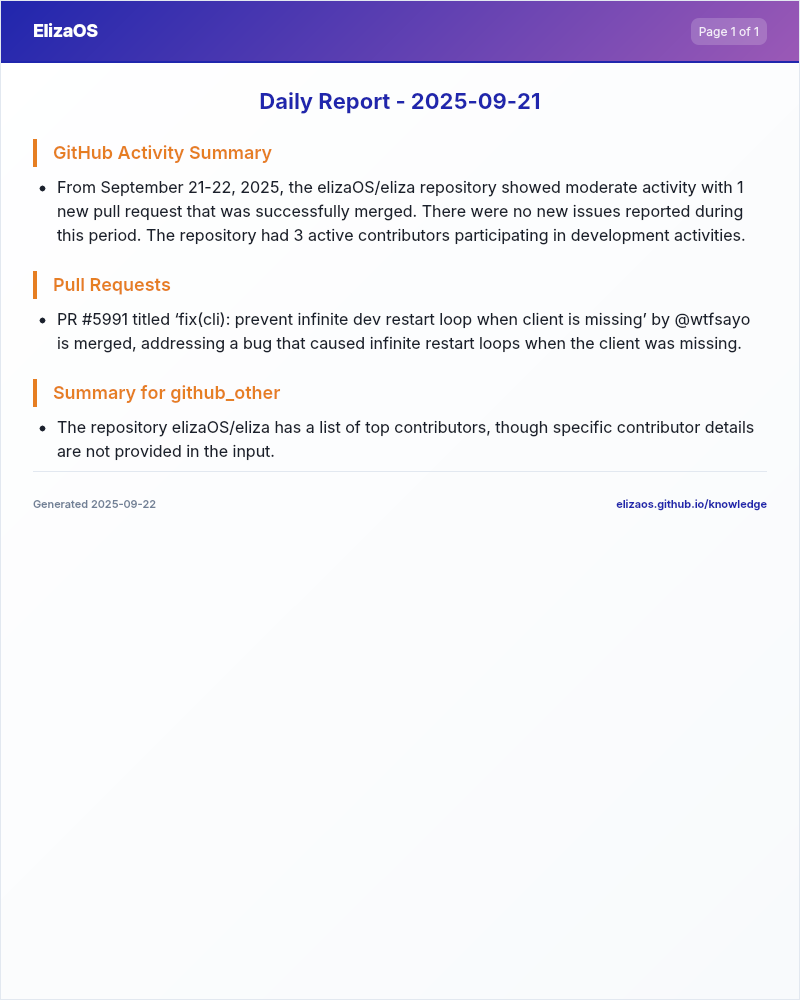 ElizaOS
Page 1 of 1
Daily Report - 2025-09-21
GitHub Activity Summary
• From September 21-22, 2025, the elizaOS/eliza repository showed moderate activity with 1
new pull request that was successfully merged. There were no new issues reported during
this period. The repository had 3 active contributors participating in development activities.
Pull Requests
• PR #5991 titled ‘fix(cli): prevent infinite dev restart loop when client is missing’ by @wtfsayo
is merged, addressing a bug that caused infinite restart loops when the client was missing.
Summary for github_other
• The repository elizaOS/eliza has a list of top contributors, though specific contributor details
are not provided in the input.
Generated 2025-09-22
elizaos.github.io/knowledge